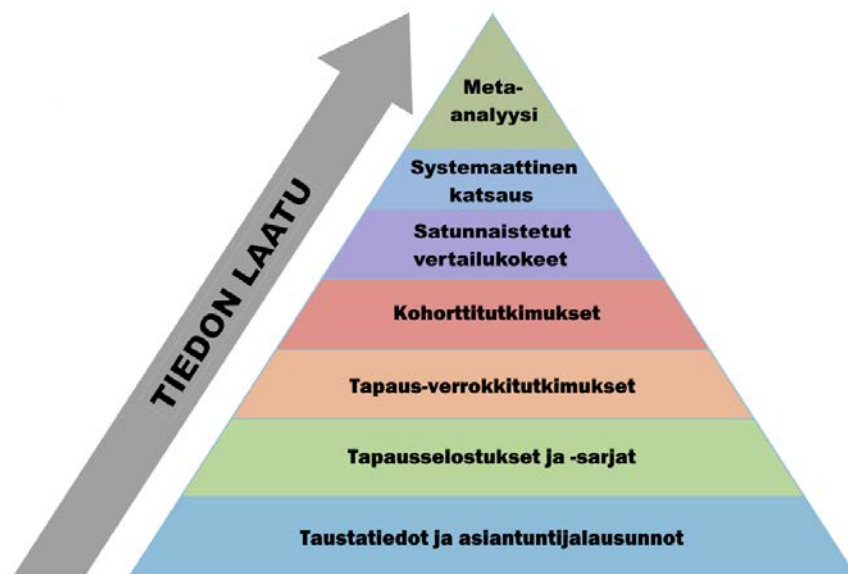 TIEDON LAATU
Meta-
analyysi
Systemaattinen
katsaus
Satunnaistetut
vertailukokeet
Kohorttitutkimukset
Tapaus-verrokkitutkimukset
Tapausselostukset ja -sarjat
Taustatiedot ja asiantuntijalausunnot